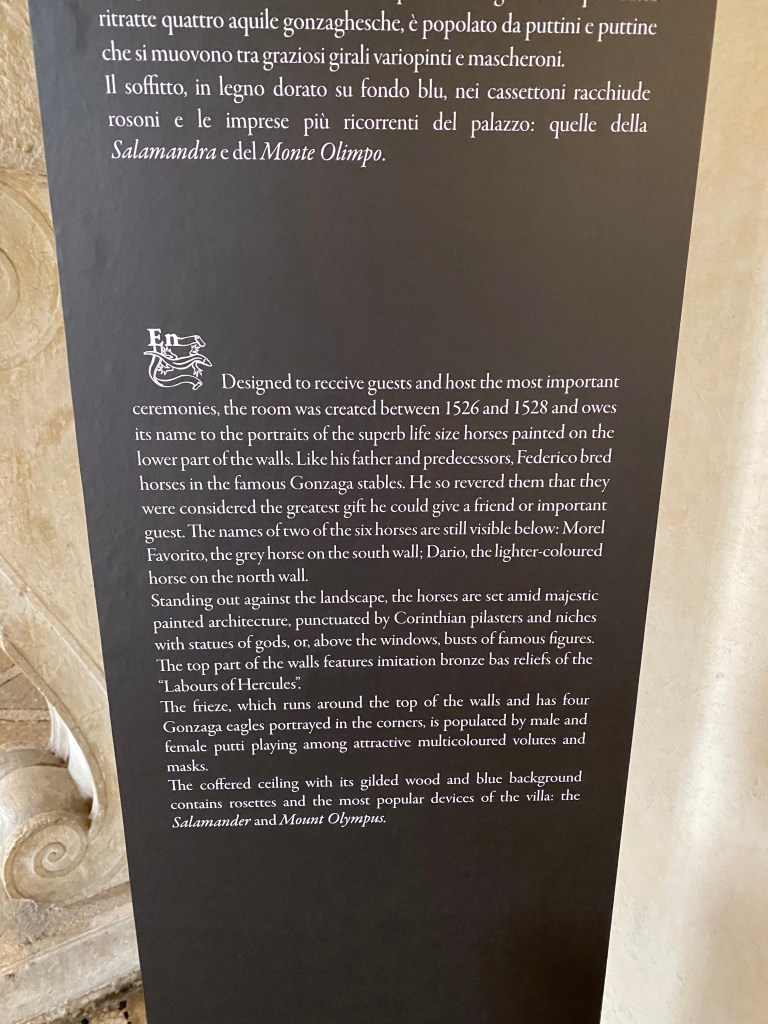 ritratte quattro aquile gonzaghesche, è popolato da puttini e puttine
che si muovono tra graziosi girali variopinti e mascheroni.
Il soffitto, in legno dorato su fondo blu, nei cassettoni racchiude
rosoni e le imprese più ricorrenti del palazzo: quelle della
Salamandra e del Monte Olimpo.
En
Designed to receive guests and host the most important
ceremonies, the room was created between 1526 and 1528 and owes
its name to the portraits of the superb life size horses painted on the
lower part of the walls. Like his father and predecessors, Federico bred
horses in the famous Gonzaga stables. He so revered them that they
were considered the greatest gift he could give a friend or important
guest. The names of two of the six horses are still visible below: Morel
Favorito, the grey horse on the south wall; Dario, the lighter-coloured
horse on the north wall.
Standing out against the landscape, the horses are set amid majestic
painted architecture, punctuated by Corinthian pilasters and niches
with statues of gods, or, above the windows, busts of famous figures.
The top part of the walls features imitation bronze bas reliefs of the
“Labours of Hercules”.
The frieze, which runs around the top of the walls and has four
Gonzaga eagles portrayed in the corners, is populated by male and
female putti playing among attractive multicoloured volutes and
masks.
The coffered ceiling with its gilded wood and blue background
contains rosettes and the most popular devices of the villa: the
Salamander and Mount Olympus.